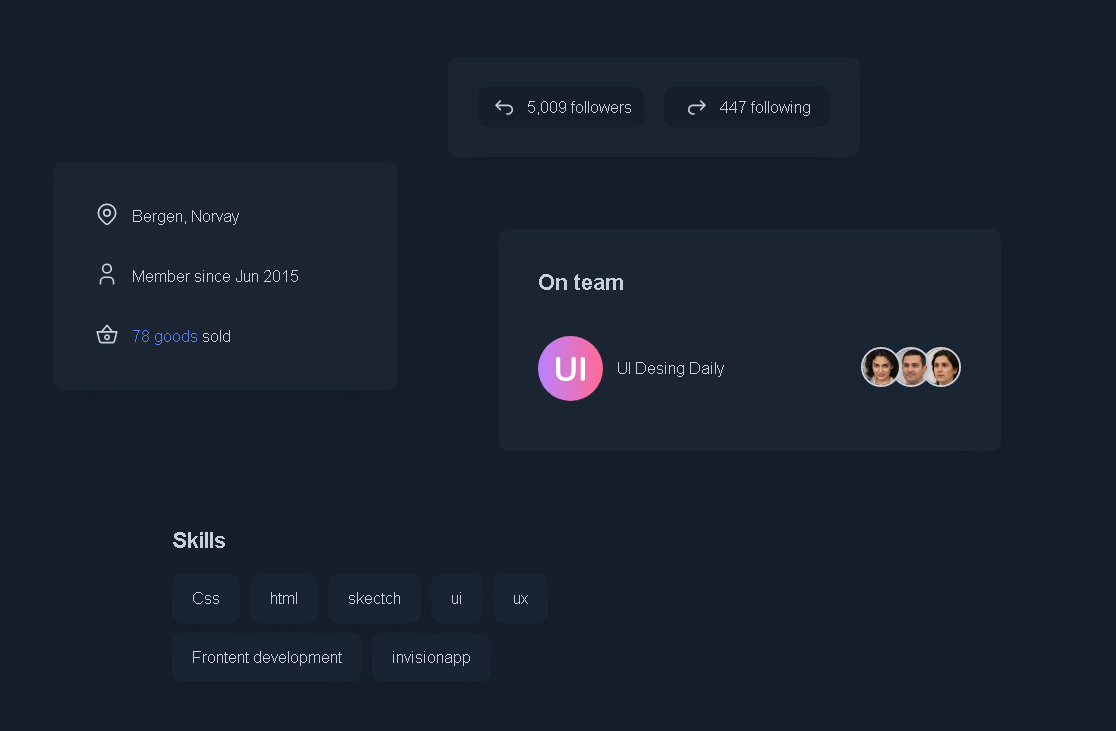 5,009 followers
447 following
Bergen, Norvay
Member since Jun 2015
78 goods sold
On team
UI
UI Desing Daily
Skills
Css
html
skectch
ui
ux
Frontent development
invisionapp